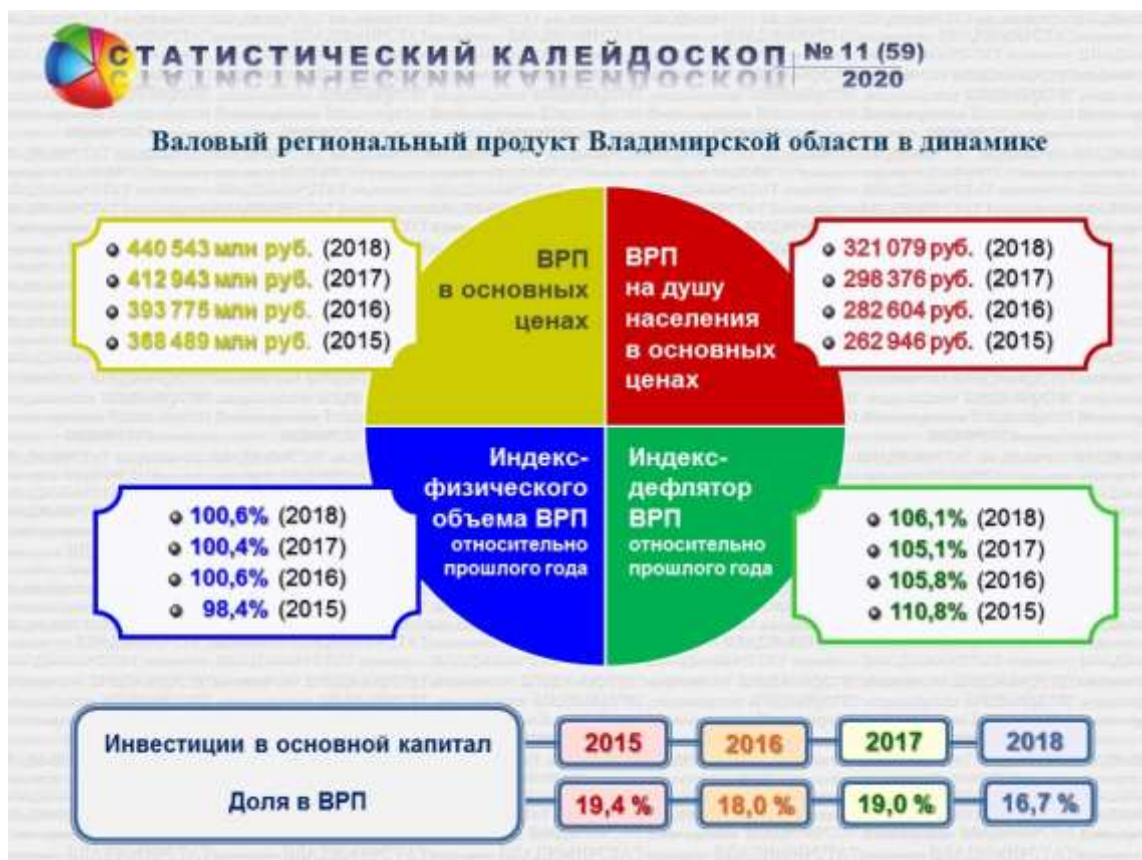 СТАТИСТИЧЕСКИЙ КАЛЕЙДОСКОП № 11 (59)
2020
Валовый региональный продукт Владимирской области в динамике
ВРП
в основных
ценах
440 543 млн руб. (2018)
412 943 млн руб. (2017)
393 775 млн руб. (2016)
368 489 млн руб. (2015)
ВРП
на душу
населения
в основных
ценах
321 079 руб. (2018)
298 376 руб. (2017)
282 604 руб. (2016)
262 946 руб. (2015)
Индекс-
физического
объема ВРП
относительно
прошлого года
100,6% (2018)
100,4% (2017)
100,6% (2016)
98,4% (2015)
Индекс-
дефлятор
ВРП
относительно
прошлого года
106,1% (2018)
105,1% (2017)
105,8% (2016)
110,8% (2015)
Инвестиции в основной капитал 2015 2016 2017 2018
Доля в ВРП 19,4 % 18,0 % 19,0 % 16,7 %